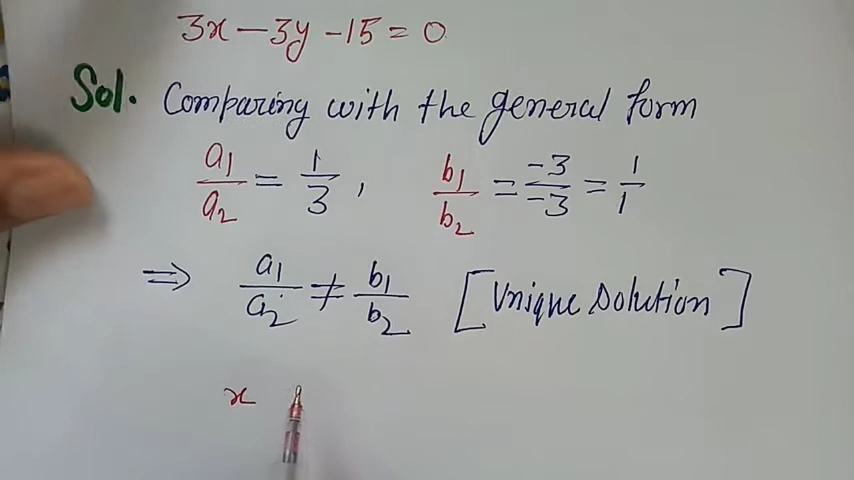 3x - 3y - 15 = 0
Sol. Comparing with the general form
a₁/a₂ = 1/3 , b₁/b₂ = -3/-3 = 1/1
⇒ a₁/a₂ ≠ b₁/b₂ [Unique Solution]
x